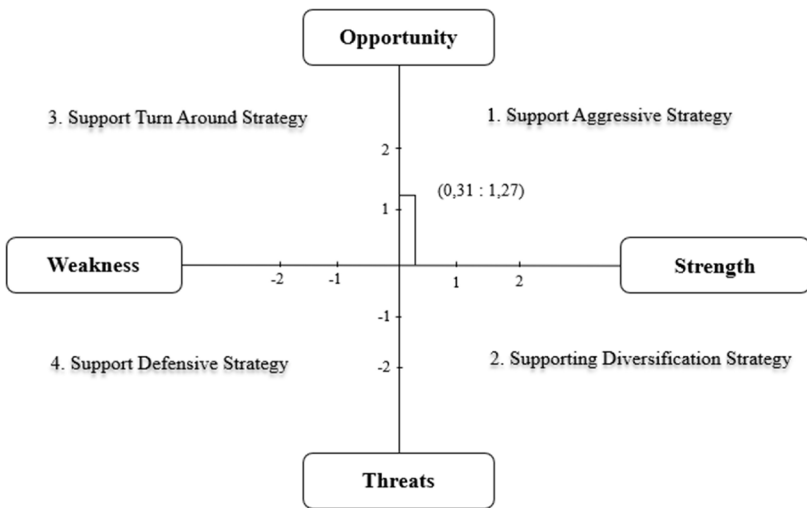 Opportunity
3. Support Turn Around Strategy
1. Support Aggressive Strategy
2
(0,31 : 1,27)
1
Weakness
Strength
-2
-1
1
2
-1
4. Support Defensive Strategy
2. Supporting Diversification Strategy
-2
Threats